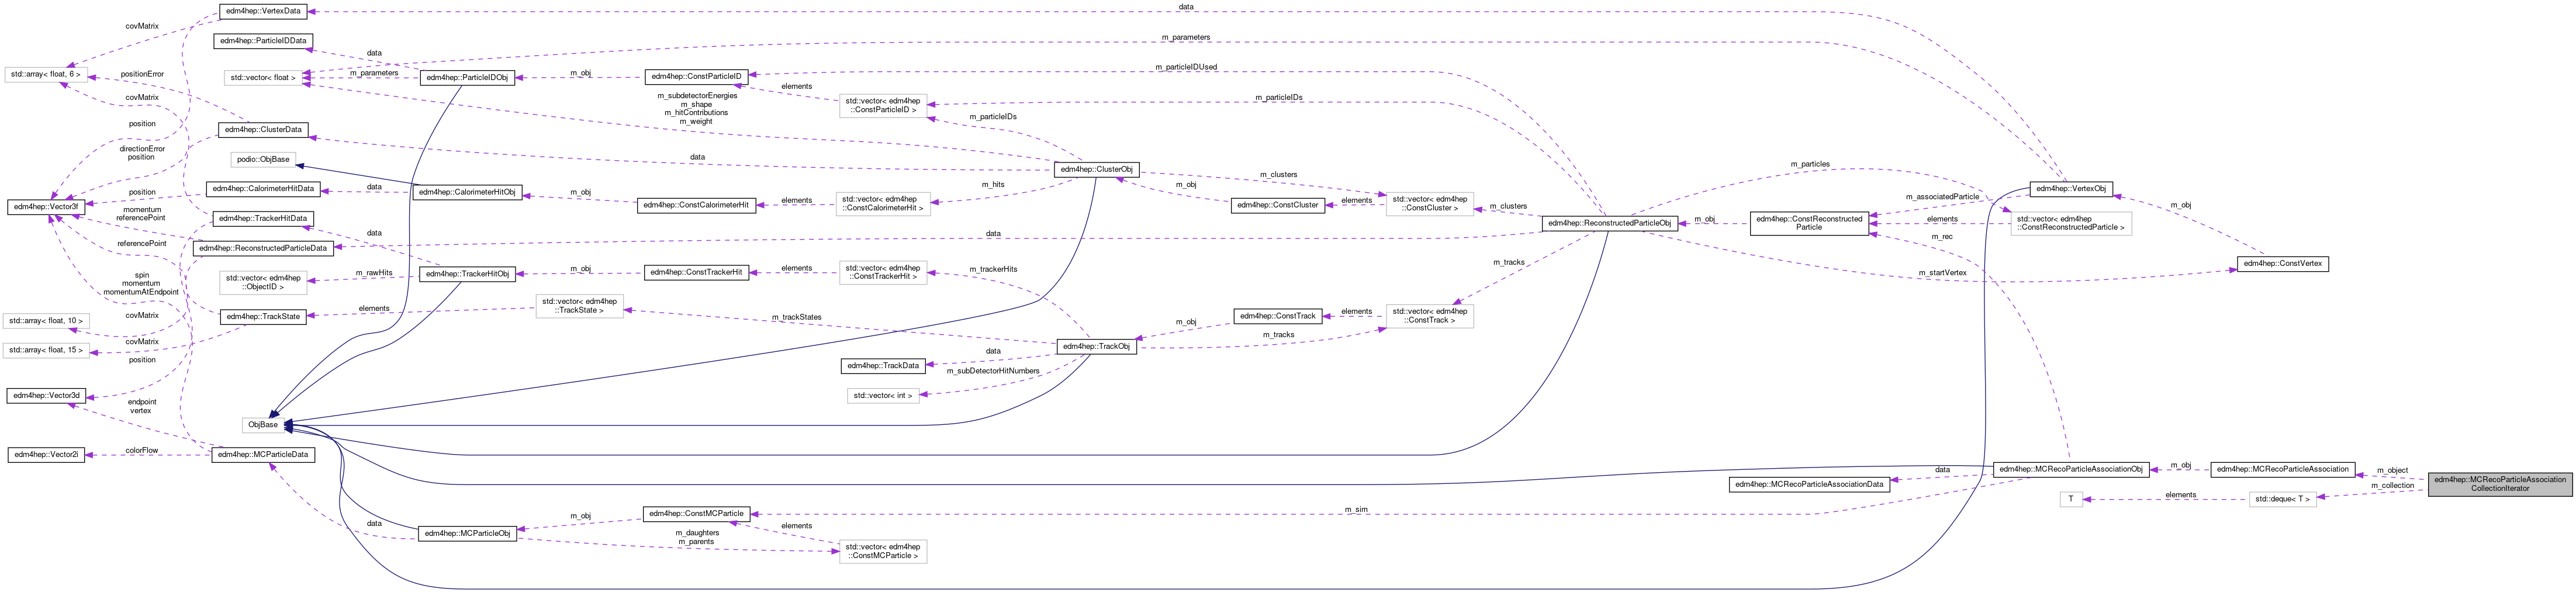 edm4hep::VertexData
data
covMatrix
edm4hep::ParticleIDData
m_parameters
data
std::array< float, 6 >
positionError
std::vector< float >
m_parameters
edm4hep::ParticleIDObj
m_obj
edm4hep::ConstParticleID
m_particleIDUsed
elements
covMatrix
m_subdetectorEnergies
m_shape
m_hitContributions
m_weight
std::vector< edm4hep
::ConstParticleID >
m_particleIDs
m_particleIDs
position
edm4hep::ClusterData
directionError
position
podio::ObjBase
data
edm4hep::ClusterObj
m_particles
position
edm4hep::CalorimeterHitData
data
edm4hep::CalorimeterHitObj
m_obj
edm4hep::ConstCalorimeterHit
elements
std::vector< edm4hep
::ConstCalorimeterHit >
m_hits
m_clusters
m_obj
edm4hep::ConstCluster
elements
std::vector< edm4hep
::ConstCluster >
m_clusters
edm4hep::VertexObj
m_associatedParticle
edm4hep::Vector3f
momentum
referencePoint
edm4hep::TrackerHitData
edm4hep::ReconstructedParticleObj
m_obj
edm4hep::ConstReconstructed
Particle
elements
m_rec
std::vector< edm4hep
::ConstReconstructedParticle >
m_obj
referencePoint
edm4hep::ReconstructedParticleData
data
data
edm4hep::ConstVertex
m_startVertex
spin
momentum
momentumAtEndpoint
std::vector< edm4hep
::ObjectID >
m_rawHits
edm4hep::TrackerHitObj
m_obj
edm4hep::ConstTrackerHit
elements
std::vector< edm4hep
::ConstTrackerHit >
m_trackerHits
m_tracks
std::array< float, 10 >
covMatrix
edm4hep::TrackState
elements
std::vector< edm4hep
::TrackState >
m_trackStates
m_obj
edm4hep::ConstTrack
elements
std::vector< edm4hep
::ConstTrack >
m_tracks
std::array< float, 15 >
covMatrix
position
edm4hep::TrackObj
data
edm4hep::TrackData
m_subDetectorHitNumbers
std::vector< int >
edm4hep::Vector3d
endpoint
vertex
ObjBase
edm4hep::Vector2i
colorFlow
edm4hep::MCParticleData
edm4hep::MCRecoParticleAssociationObj
m_obj
edm4hep::MCRecoParticleAssociation
m_object
data
edm4hep::MCRecoParticleAssociationData
edm4hep::MCRecoParticleAssociation
CollectionIterator
m_collection
T
elements
std::deque< T >
m_sim
data
edm4hep::MCParticleObj
m_obj
edm4hep::ConstMCParticle
elements
m_daughters
m_parents
std::vector< edm4hep
::ConstMCParticle >